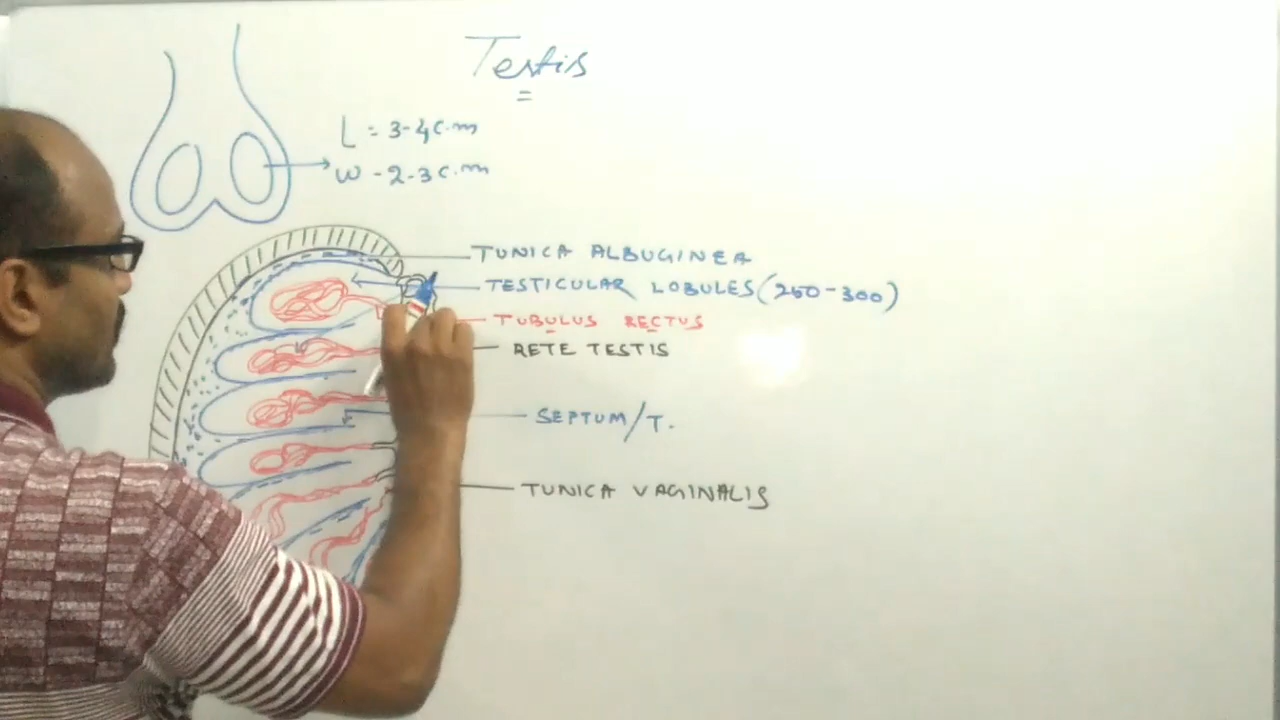 Testis
L = 3-4 c.m
W - 2-3 c.m
TUNICA ALBUGINEA
TESTICULAR LOBULES (250-300)
TUBULUS RECTUS
RETE TESTIS
SEPTUM/T.
TUNICA VAGINALIS